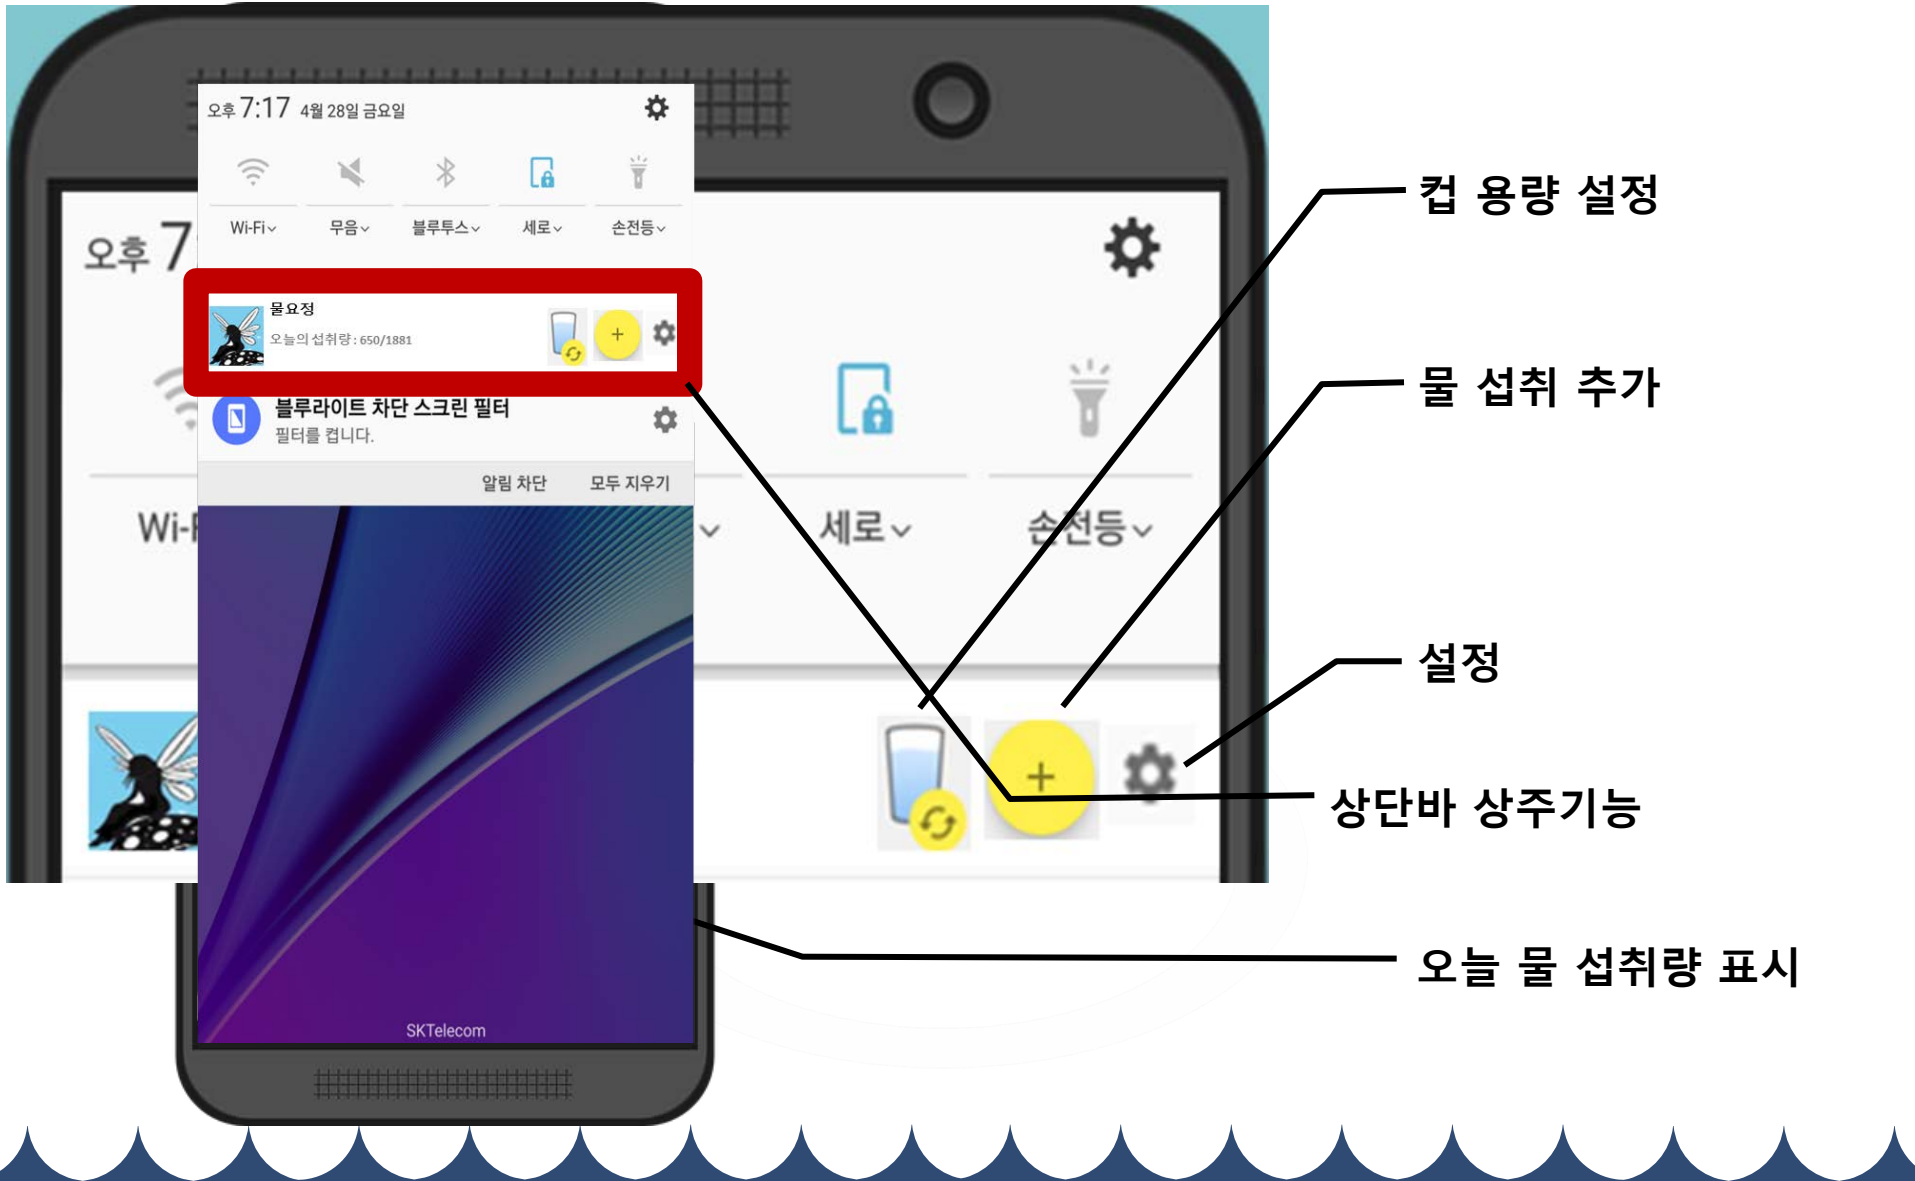 오후 7:17 4월 28일 금요일
Wi-Fi 무음 블루투스 세로 손전등
물요정
오늘의 섭취량 : 650/1881
블루라이트 차단 스크린 필터
필터를 켭니다.
알림 차단 모두 지우기
SKTelecom
오후 7
Wi-F 세로 손전등
컵 용량 설정
물 섭취 추가
설정
상단바 상주기능
오늘 물 섭취량 표시